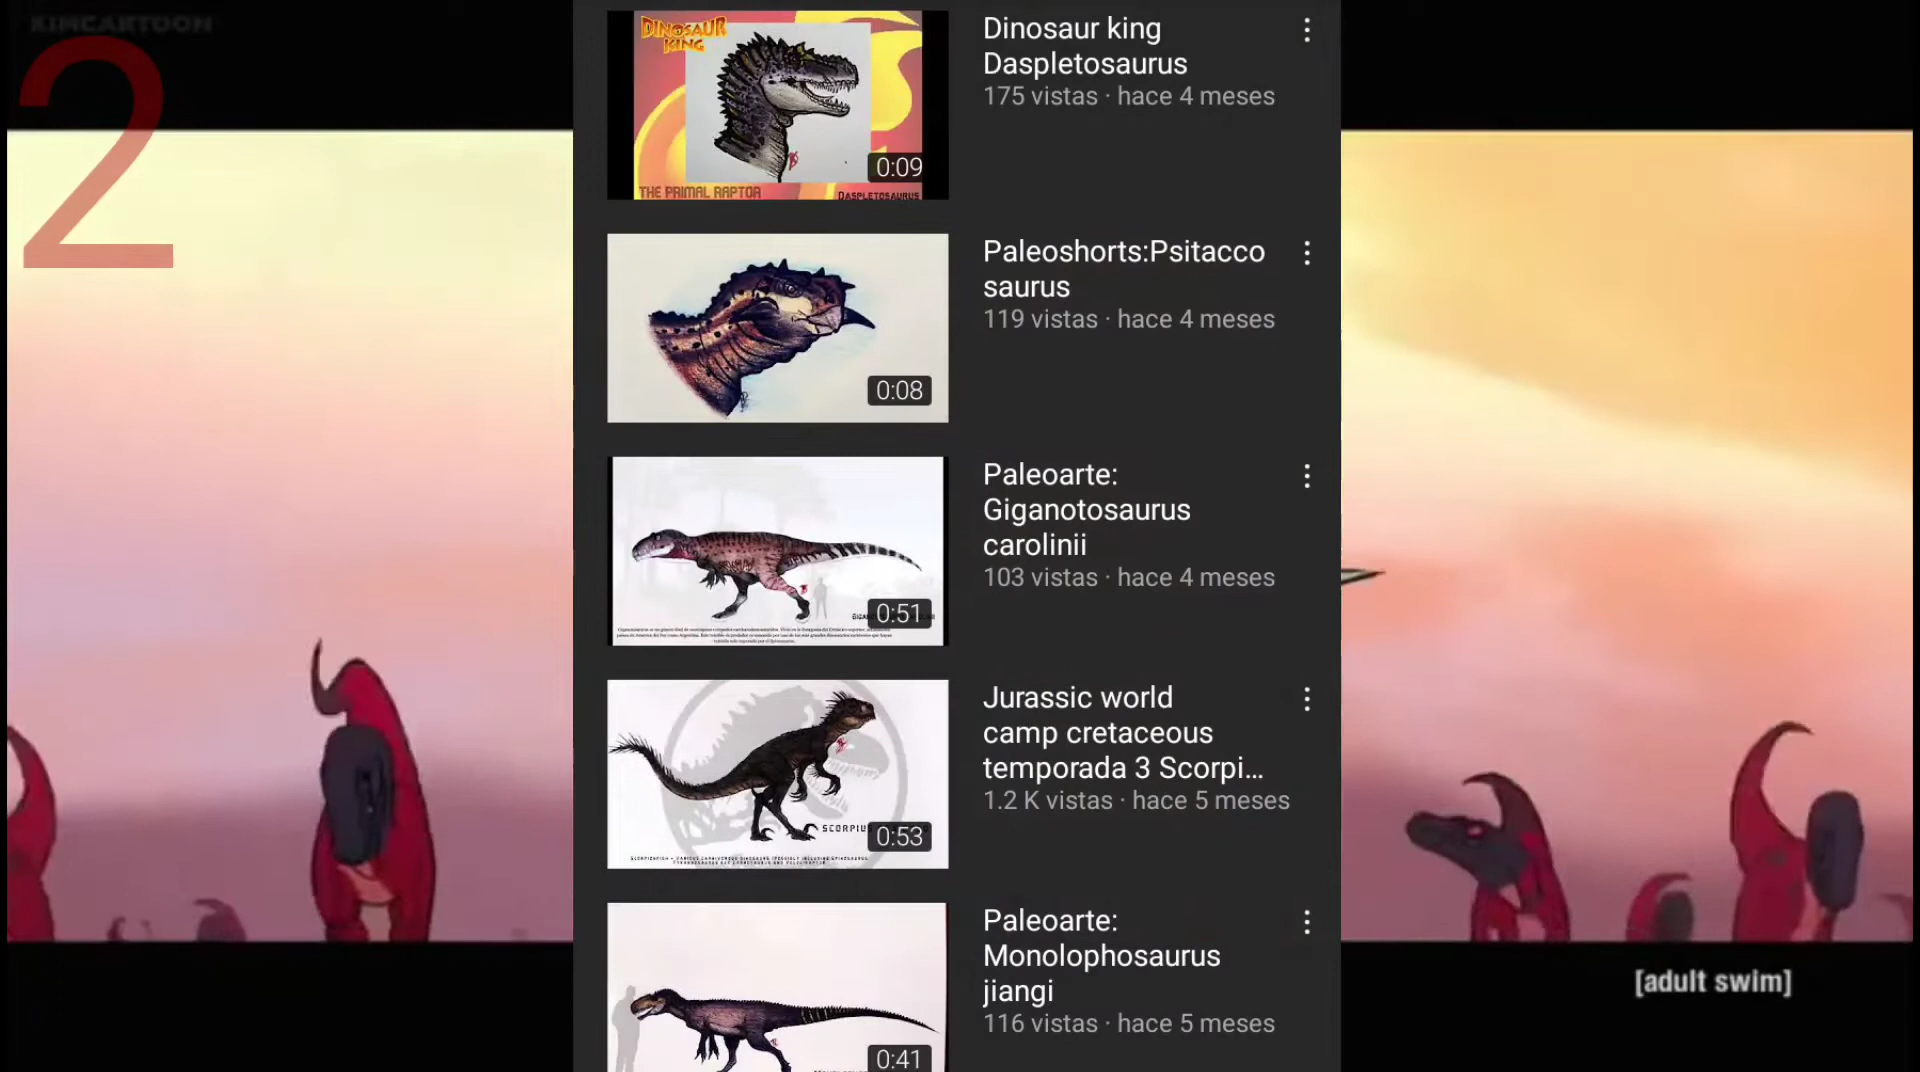 KIMCARTOON
2
DINOSAUR
KING
THE PRIMAL RAPTOR
DASPLETOSAURUS
0:09
Dinosaur king
Daspletosaurus
175 vistas · hace 4 meses
0:08
Paleoshorts:Psitacco
saurus
119 vistas · hace 4 meses
0:51
Paleoarte:
Giganotosaurus
carolinii
103 vistas · hace 4 meses
SCORPIUS
0:53
Jurassic world
camp cretaceous
temporada 3 Scorpi...
1.2 K vistas · hace 5 meses
0:41
Paleoarte:
Monolophosaurus
jiangi
116 vistas · hace 5 meses
[adult swim]